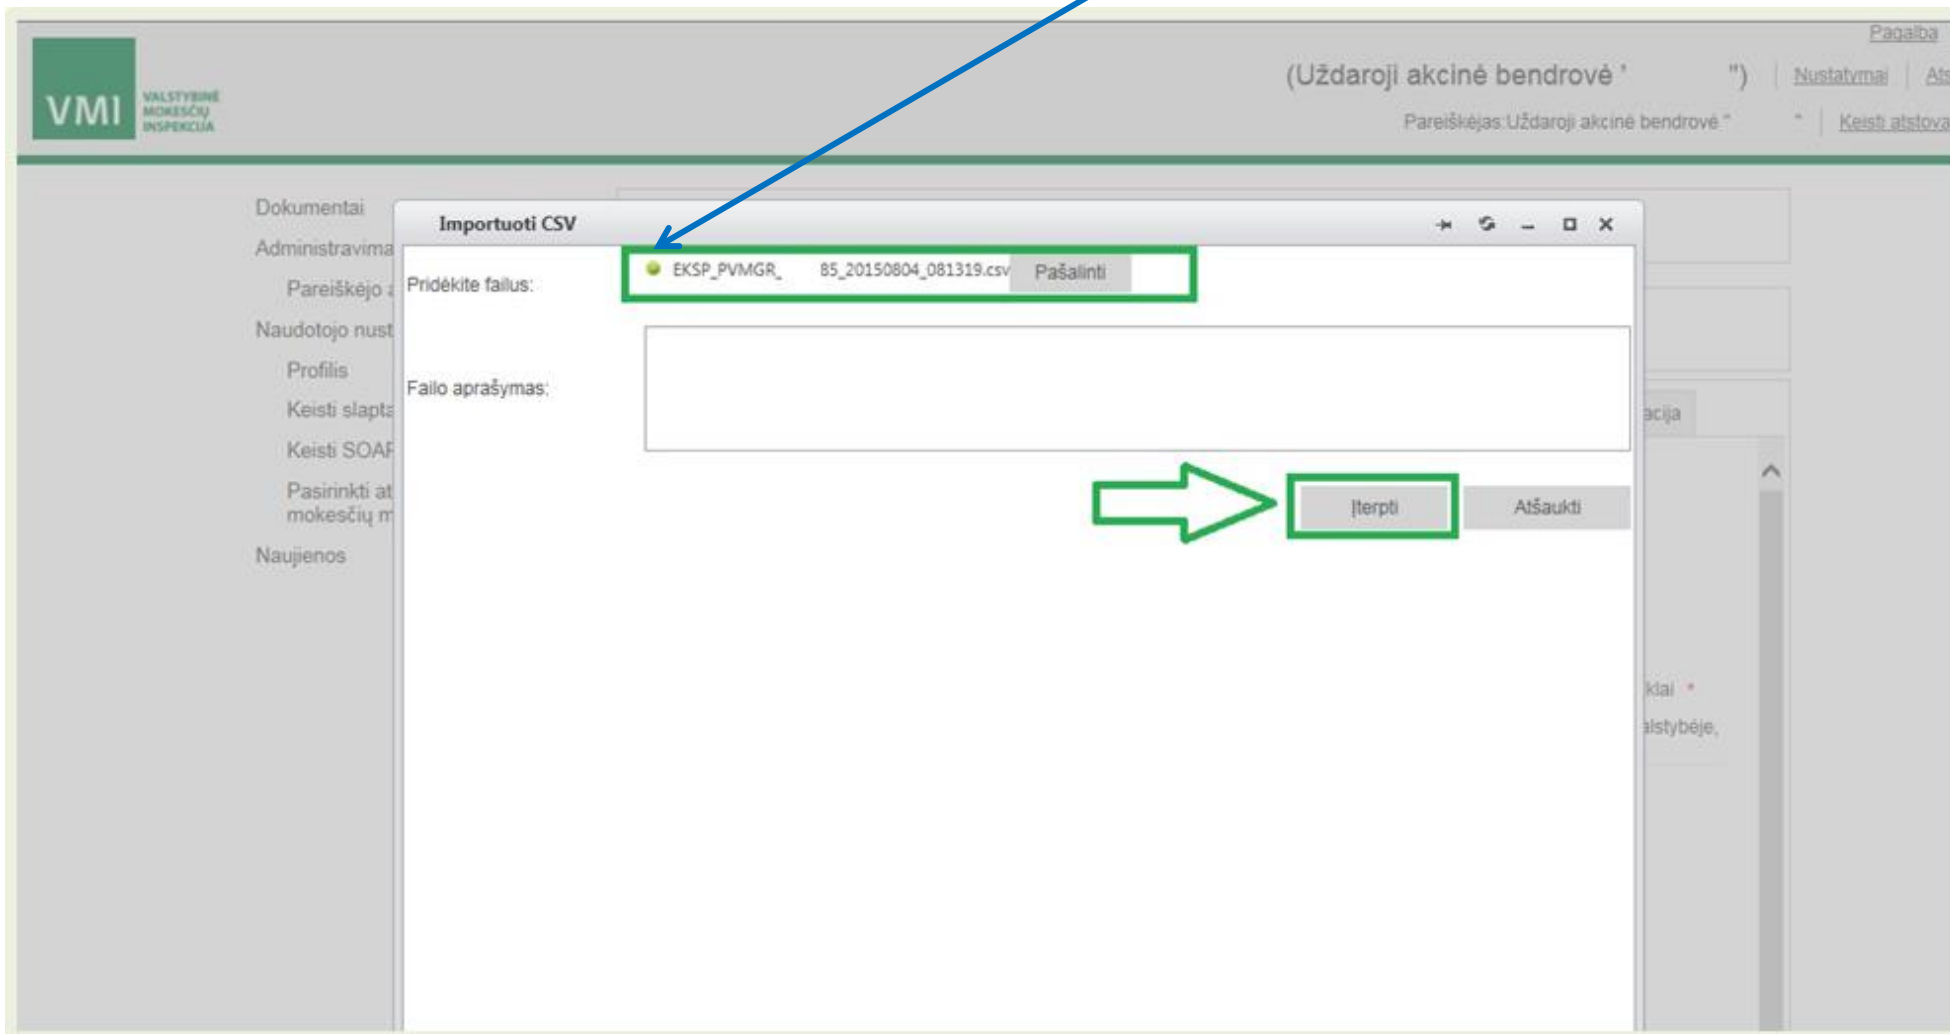 Pagalba
VMI VALSTYBINĖ
MOKESČIŲ
INSPEKCIJA
(Uždaroji akcinė bendrovė ' ") Nustatymai Ats
Pareiškėjas:Uždaroji akcinė bendrovė " " Keisti atstova
Dokumentai
Importuoti CSV
Administravima
EKSP_PVMGR_ 85_20150804_081319.csv Pašalinti
Pareiškėjo a
Pridėkite failus:
Naudotojo nust
Profilis
Failo aprašymas:
Keisti slapta
acija
Keisti SOAP
Pasirinkti at
mokesčių m
Įterpti Atšaukti
Naujienos
klai *
alstybėje,